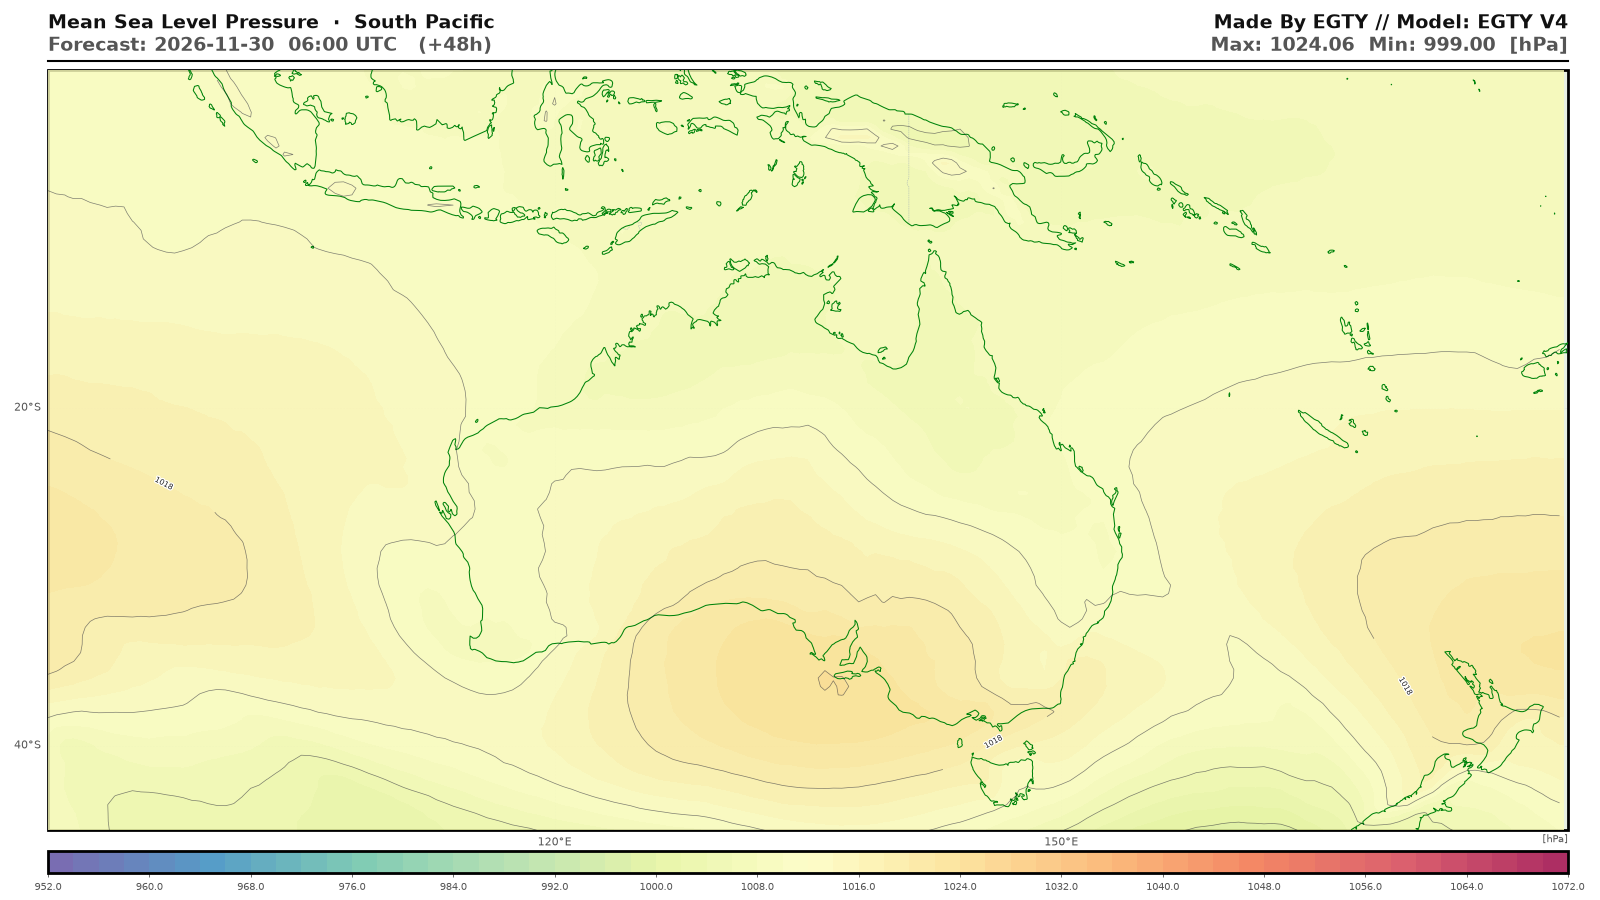 Mean Sea Level Pressure · South Pacific
Made By EGTY // Model: EGTY V4
Forecast: 2026-11-30 06:00 UTC (+48h)
Max: 1024.06 Min: 999.00 [hPa]
20°S
1018
1018
40°S
1018
120°E
150°E
[hPa]
952.0 960.0 968.0 976.0 984.0 992.0 1000.0 1008.0 1016.0 1024.0 1032.0 1040.0 1048.0 1056.0 1064.0 1072.0